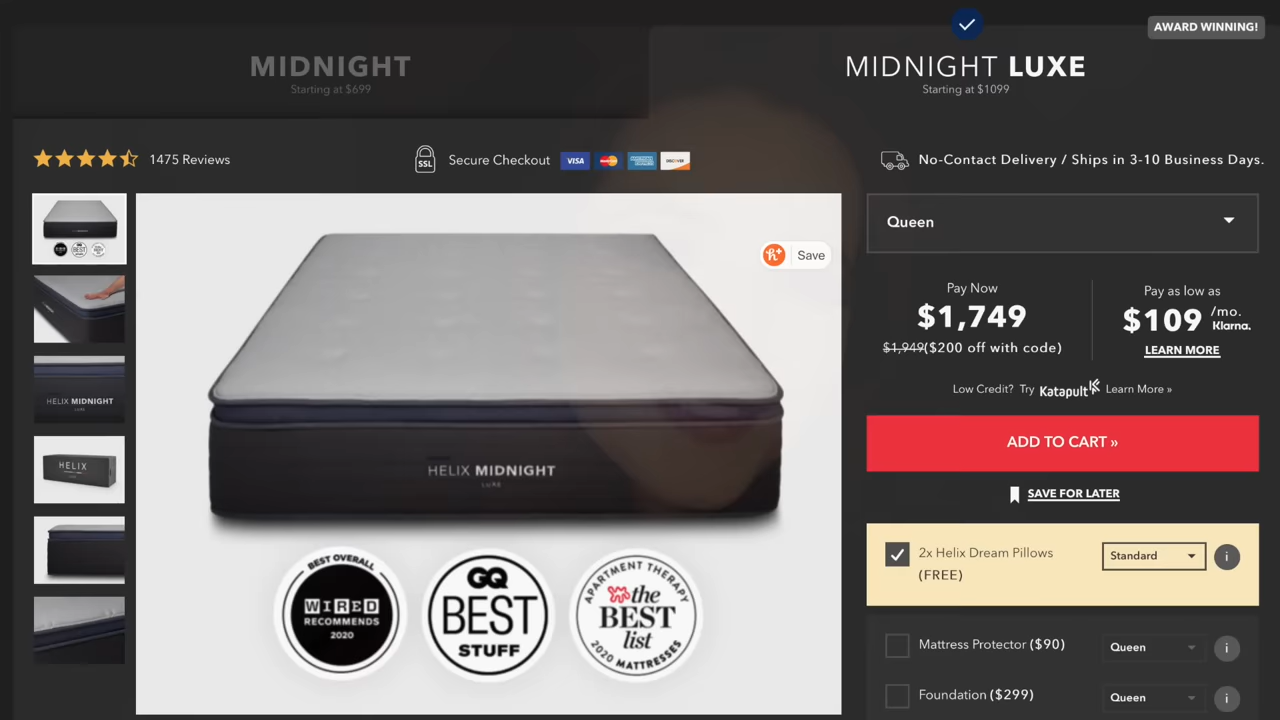 AWARD WINNING!
MIDNIGHT
Starting at $699
MIDNIGHT LUXE
Starting at $1099
1475 Reviews
SSL
Secure Checkout
VISA
No-Contact Delivery / Ships in 3-10 Business Days.
Queen
Save
Pay Now
$1,749
$1,949($200 off with code)
Pay as low as
$109 /mo.
Klarna.
LEARN MORE
Low Credit? Try Katapult Learn More »
ADD TO CART »
SAVE FOR LATER
2x Helix Dream Pillows
(FREE)
Standard
i
Mattress Protector ($90)
Queen
i
Foundation ($299)
Queen
i
HELIX MIDNIGHT
LUXE
BEST OVERALL
WIRED
RECOMMENDS
2020
GQ
BEST
STUFF
APARTMENT THERAPY
the
BEST
list
2020 MATTRESSES
HELIX MIDNIGHT
LUXE
HELIX